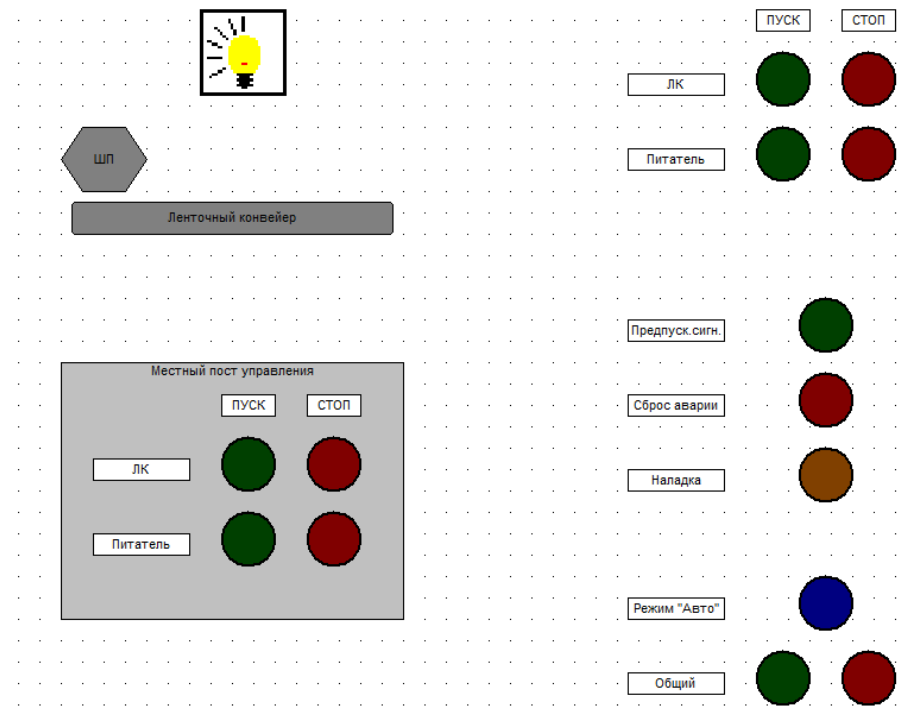 ПУСК СТОП
ЛК
ШП
Питатель
Ленточный конвейер
Предпуск.сигн.
Местный пост управления
ПУСК СТОП
Сброс аварии
ЛК
Наладка
Питатель
Режим "Авто"
Общий